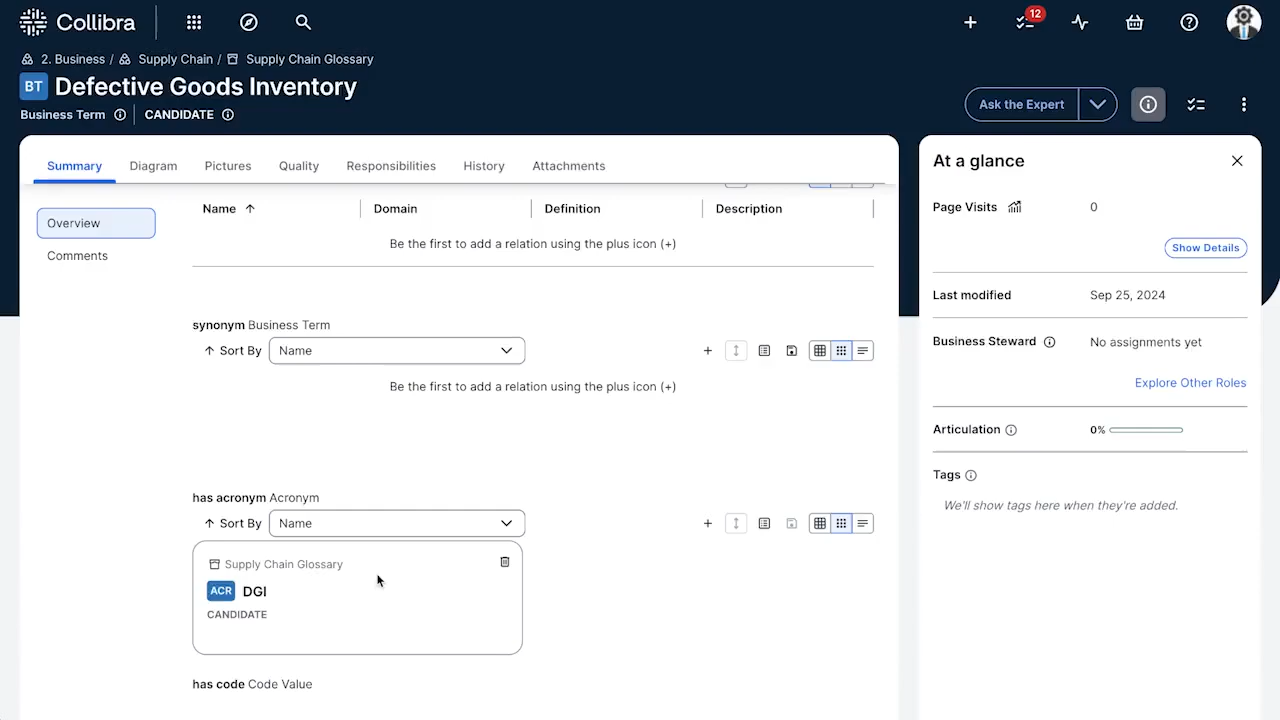 Collibra
12
2. Business / Supply Chain / Supply Chain Glossary
BT Defective Goods Inventory
Business Term CANDIDATE
Ask the Expert
Summary Diagram Pictures Quality Responsibilities History Attachments
Overview
Comments
Name Domain Definition Description
Be the first to add a relation using the plus icon (+)
synonym Business Term
Sort By Name
Be the first to add a relation using the plus icon (+)
has acronym Acronym
Sort By Name
Supply Chain Glossary
ACR DGI
CANDIDATE
has code Code Value
At a glance
Page Visits 0
Show Details
Last modified Sep 25, 2024
Business Steward No assignments yet
Explore Other Roles
Articulation 0%
Tags
We'll show tags here when they're added.